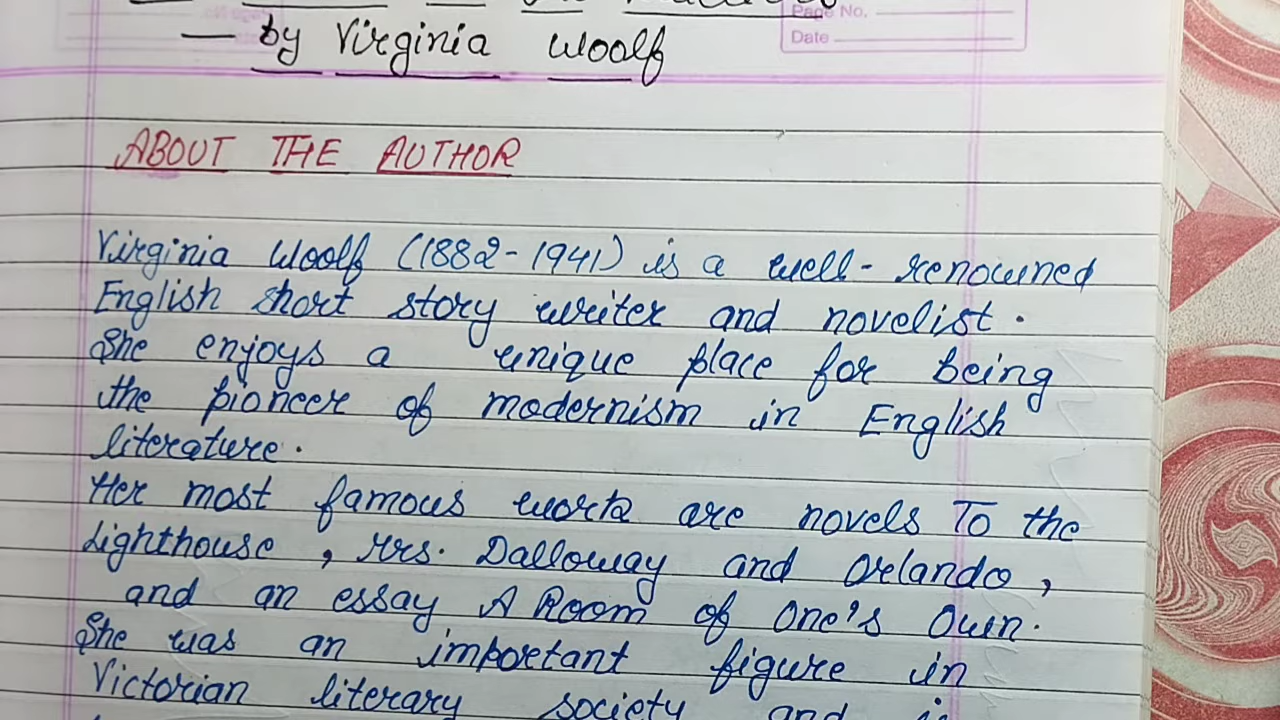 Page No.
Date
— by Virginia Woolf
ABOUT THE AUTHOR
Virginia Woolf (1882-1941) is a well-renowned
English short story writer and novelist.
She enjoys a unique place for being
the pioneer of modernism in English
literature.
Her most famous work are novels To the
Lighthouse, Mrs. Dalloway and Orlando,
and an essay A Room of One's Own.
She was an important figure in
Victorian literary society and